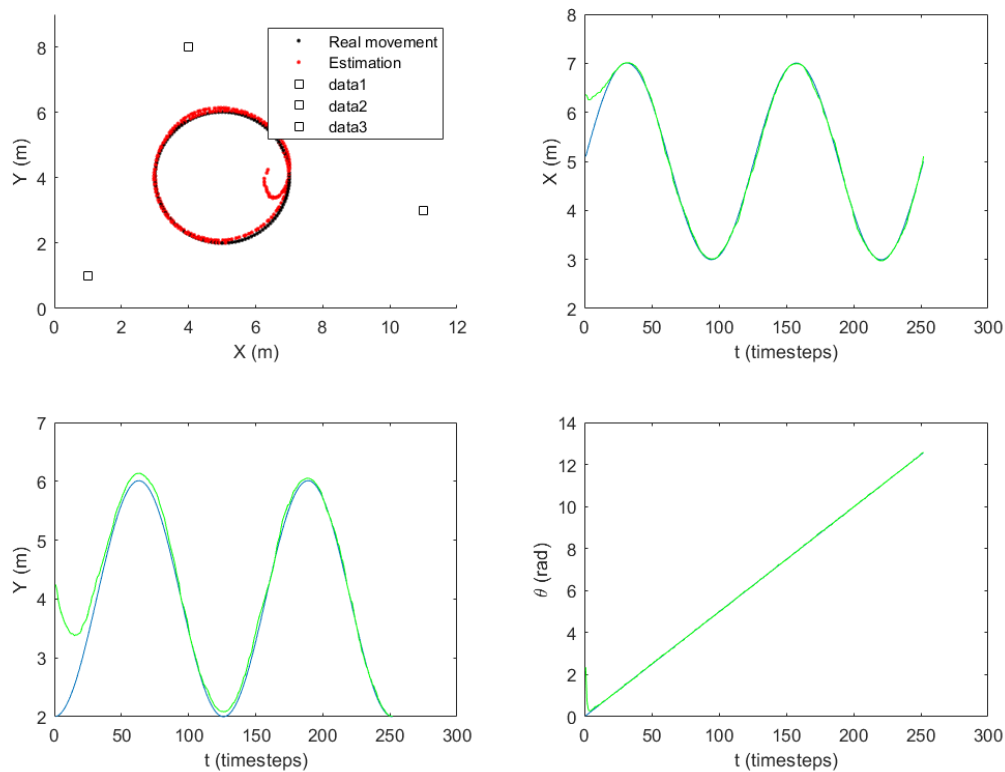 8
6
4
2
0
Y (m)
0 2 4 6 8 10 12
X (m)
Real movement
Estimation
data1
data2
data3
8
7
6
5
4
3
2
X (m)
0 50 100 150 200 250 300
t (timesteps)
7
6
5
4
3
2
Y (m)
0 50 100 150 200 250 300
t (timesteps)
14
12
10
8
6
4
2
0
θ (rad)
0 50 100 150 200 250 300
t (timesteps)